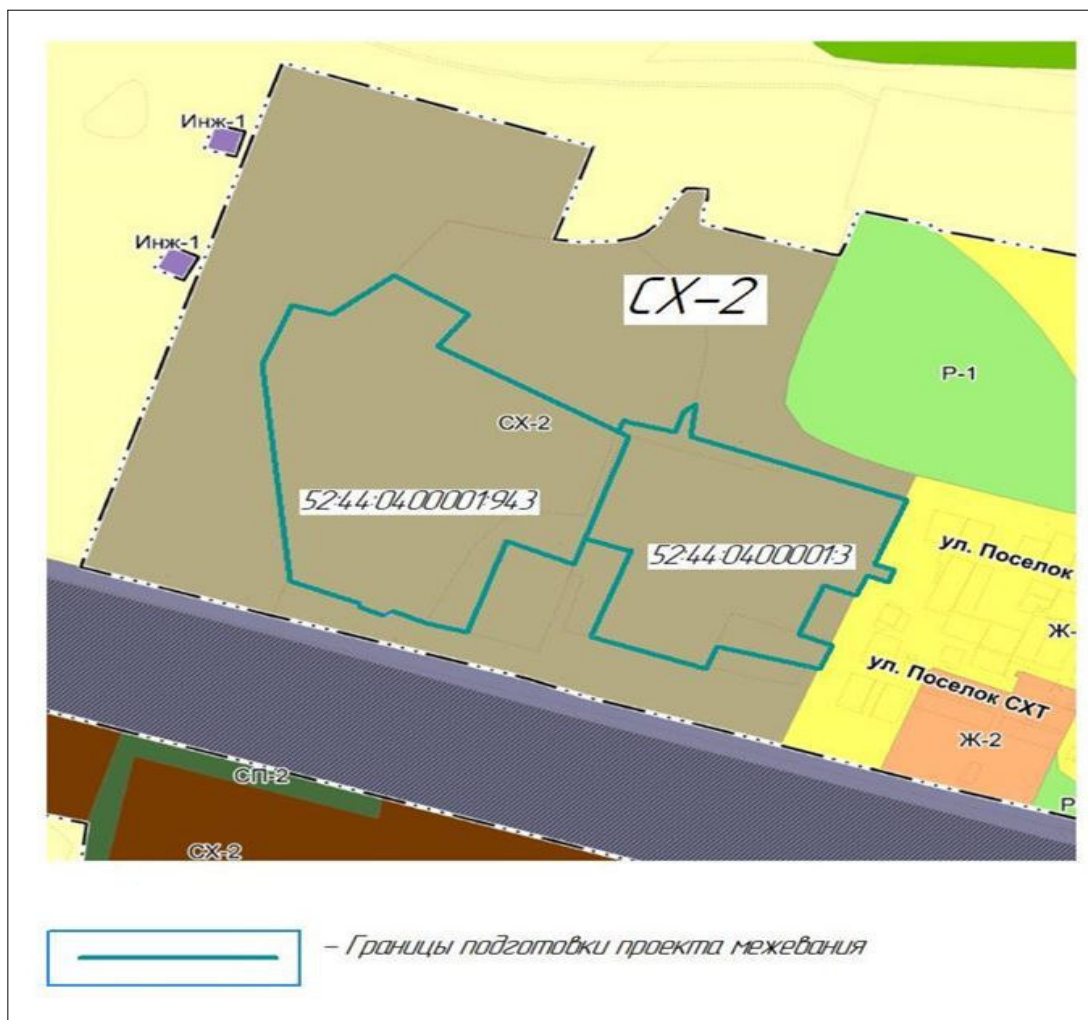 Инж-1
Инж-1
СХ-2
Р-1
СХ-2
52:44:0400001:943
52:44:0400001:3
ул. Поселок
Ж-
ул. Поселок СХТ
Ж-2
Р
СП-2
СХ-2
– Границы подготовки проекта межевания